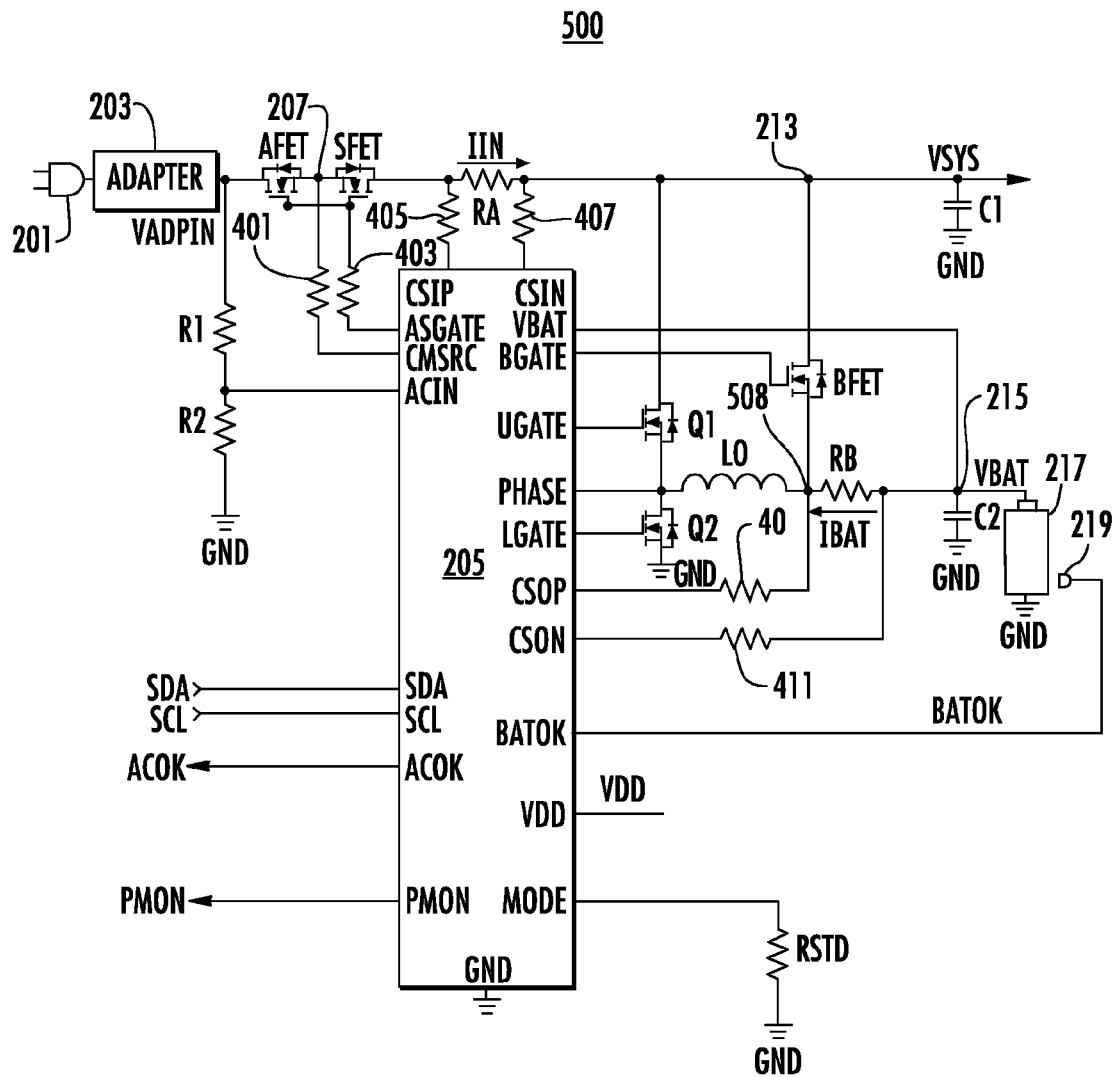 500
203
207
213
AFET
SFET
IIN
VSYS
ADAPTER
201
VADPIN
405
RA
407
C1
GND
401
403
CSIP
CSIN
R1
ASGATE
VBAT
CMSRC
BGATE
ACIN
BFET
508
215
R2
UGATE
Q1
LO
RB
VBAT
217
PHASE
GND
LGATE
Q2
40
IBAT
C2
219
205
GND
GND
CSOP
GND
CSON
411
SDA
SDA
SCL
SCL
BATOK
BATOK
ACOK
ACOK
VDD
VDD
PMON
PMON
MODE
RSTD
GND
GND